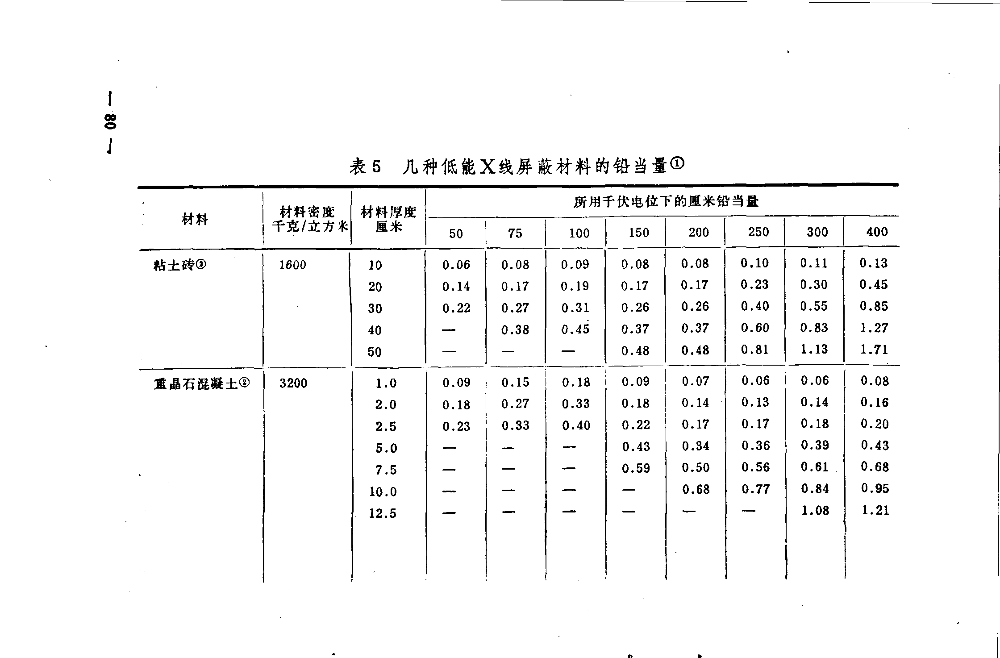 — 80 —
表5 几种低能X线屏蔽材料的铅当量①
材料 材料密度 千克/立方米 材料厚度 厘米 所用千伏电位下的厘米铅当量
50 75 100 150 200 250 300 400
粘土砖② 1600 10 0.06 0.08 0.09 0.08 0.08 0.10 0.11 0.13
20 0.14 0.17 0.19 0.17 0.17 0.23 0.30 0.45
30 0.22 0.27 0.31 0.26 0.26 0.40 0.55 0.85
40 — 0.38 0.45 0.37 0.37 0.60 0.83 1.27
50 — — — 0.48 0.48 0.81 1.13 1.71
重晶石混凝土② 3200 1.0 0.09 0.15 0.18 0.09 0.07 0.06 0.06 0.08
2.0 0.18 0.27 0.33 0.18 0.14 0.13 0.14 0.16
2.5 0.23 0.33 0.40 0.22 0.17 0.17 0.18 0.20
5.0 — — — 0.43 0.34 0.36 0.39 0.43
7.5 — — — 0.59 0.50 0.56 0.61 0.68
10.0 — — — — 0.68 0.77 0.84 0.95
12.5 — — — — — — 1.08 1.21